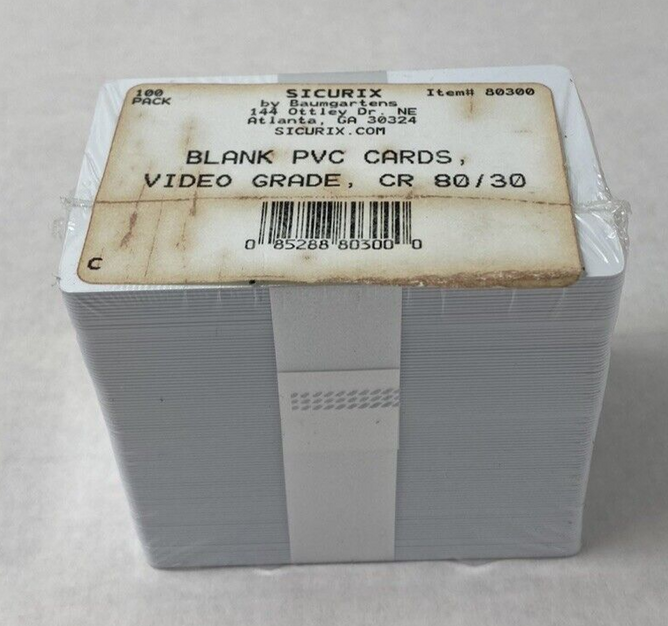 100 PACK
SICURIX
Item# 80300
by Baumgartens
144 Ottley Dr. NE
Atlanta, GA 30324
SICURIX.COM
BLANK PVC CARDS,
VIDEO GRADE, CR 80/30
0 85288 80300 0
C